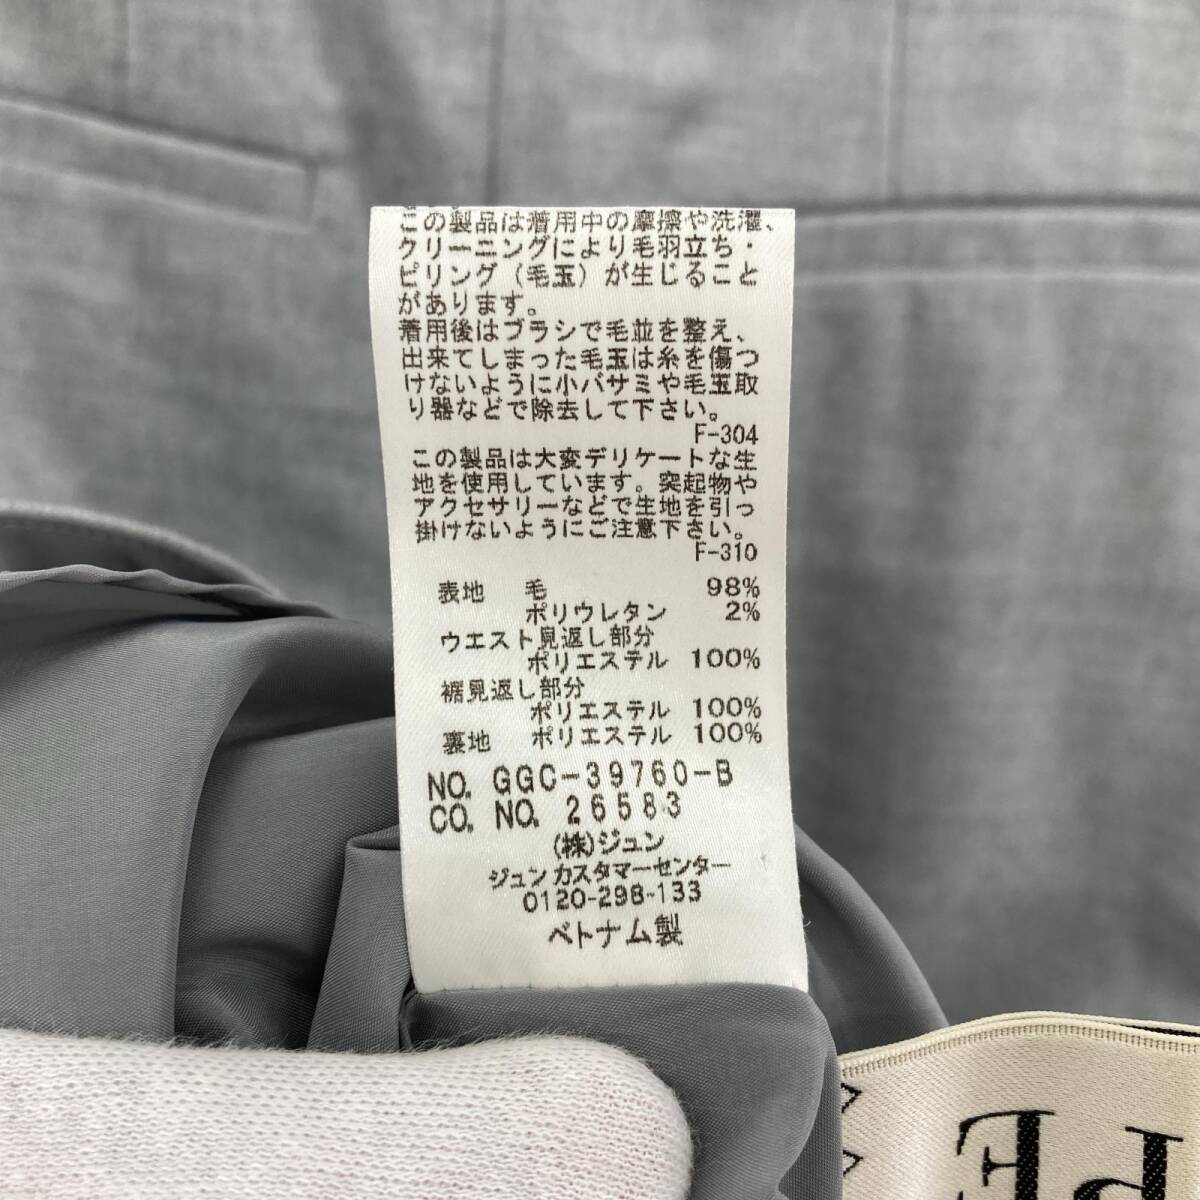 この製品は着用中の摩擦や洗濯、
クリーニングにより毛羽立ち・
ピリング（毛玉）が生じること
があります。
着用後はブラシで毛並を整え、
出来てしまった毛玉は糸を傷つ
けないように小バサミや毛玉取
り器などで除去して下さい。
F-304
この製品は大変デリケートな生
地を使用しています。突起物や
アクセサリーなどで生地を引っ
掛けないようにご注意下さい。
F-310
表地 毛 98%
ポリウレタン 2%
ウエスト見返し部分
ポリエステル 100%
裾見返し部分
ポリエステル 100%
裏地 ポリエステル 100%
NO. GGC-39760-B
CO. NO. 26583
(株)ジュン
ジュンカスタマーセンター
0120-298-133
ベトナム製